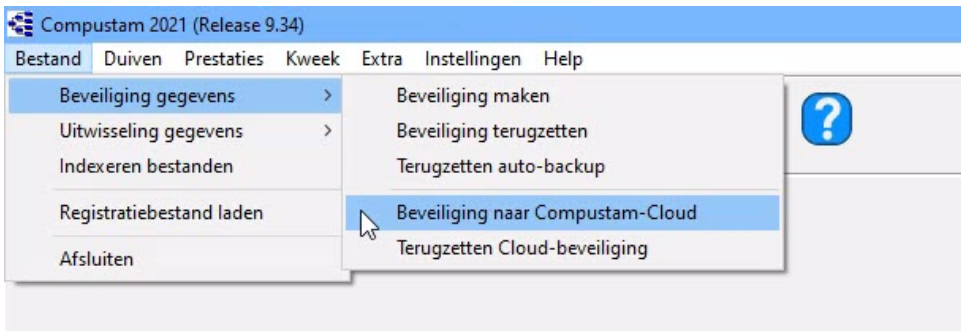 Compustam 2021 (Release 9.34)
Bestand Duiven Prestaties Kweek Extra Instellingen Help
Beveiliging gegevens >
Uitwisseling gegevens >
Indexeren bestanden
Registratiebestand laden
Afsluiten
Beveiliging maken
Beveiliging terugzetten
Terugzetten auto-backup
Beveiliging naar Compustam-Cloud
Terugzetten Cloud-beveiliging
?